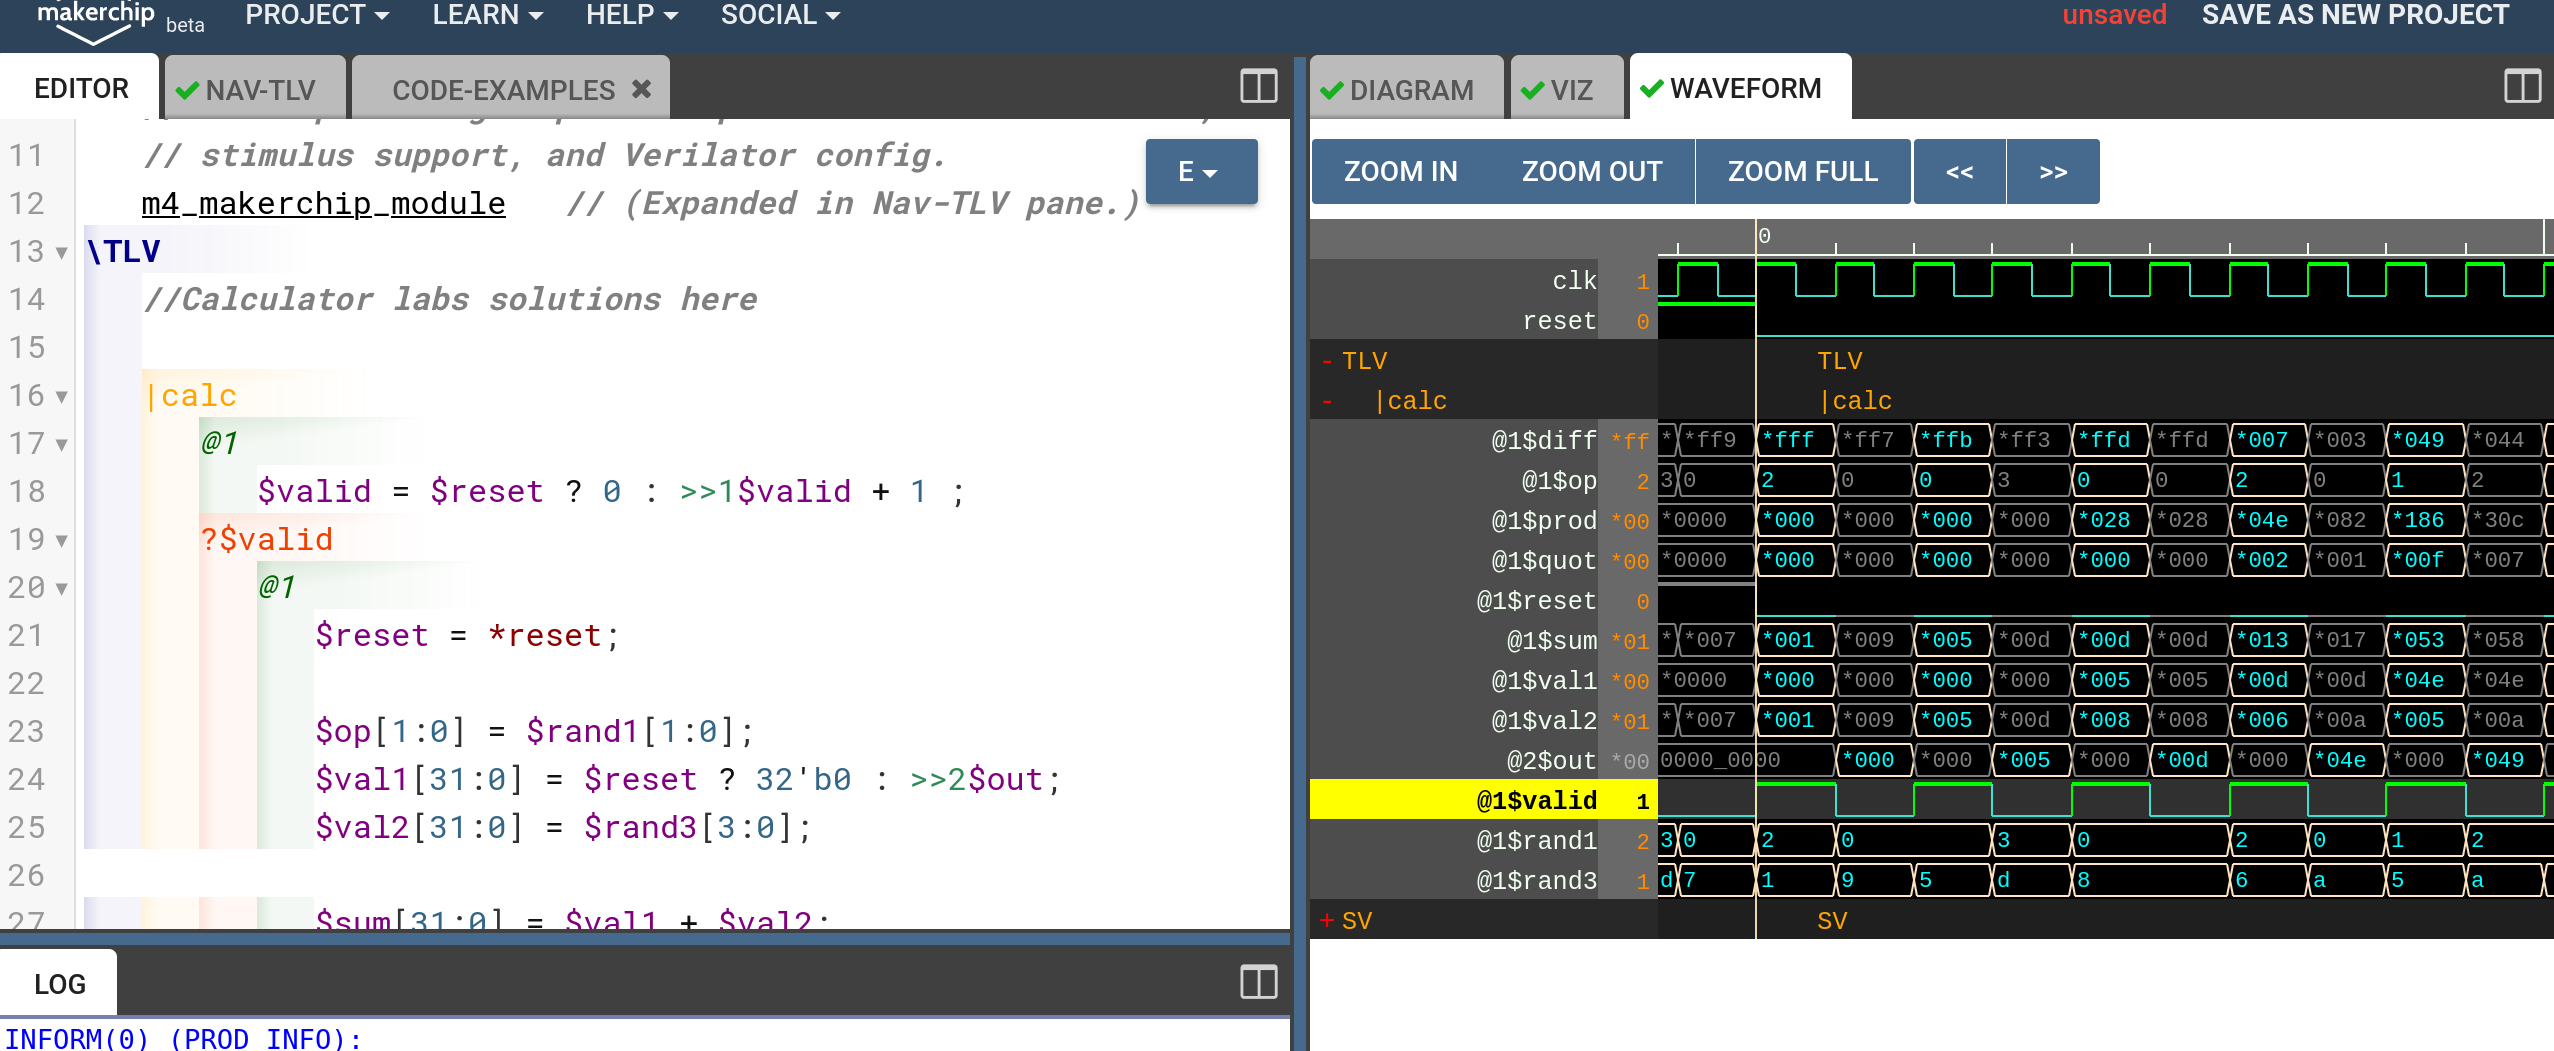 makerchip beta PROJECT LEARN HELP SOCIAL unsaved SAVE AS NEW PROJECT
EDITOR NAV-TLV CODE-EXAMPLES
11 // stimulus support, and Verilator config.
12 m4_makerchip_module // (Expanded in Nav-TLV pane.)
E
13 \TLV
14 //Calculator labs solutions here
15
16 |calc
17 @1
18 $valid = $reset ? 0 : >>1$valid + 1 ;
19 ?$valid
20 @1
21 $reset = *reset;
22
23 $op[1:0] = $rand1[1:0];
24 $val1[31:0] = $reset ? 32'b0 : >>2$out;
25 $val2[31:0] = $rand3[3:0];
26
27 $sum[31:0] = $val1 + $val2;
LOG
INFORM(0) (PROD_INFO):
DIAGRAM VIZ WAVEFORM
ZOOM IN ZOOM OUT ZOOM FULL << >>
0
clk 1
reset 0
- TLV TLV
- |calc |calc
@1$diff *ff * *ff9 *fff *ff7 *ffb *ff3 *ffd *ffd *007 *003 *049 *044
@1$op 2 3 0 2 0 0 3 0 0 2 0 1 2
@1$prod *00 *0000 *000 *000 *000 *000 *028 *028 *04e *082 *186 *30c
@1$quot *00 *0000 *000 *000 *000 *000 *000 *000 *002 *001 *00f *007
@1$reset 0
@1$sum *01 * *007 *001 *009 *005 *00d *00d *00d *013 *017 *053 *058
@1$val1 *00 *0000 *000 *000 *000 *000 *005 *005 *00d *00d *04e *04e
@1$val2 *01 * *007 *001 *009 *005 *00d *008 *008 *006 *00a *005 *00a
@2$out *00 0000_0000 *000 *000 *005 *000 *00d *000 *04e *000 *049
@1$valid 1
@1$rand1 2 3 0 2 0 3 0 2 0 1 2
@1$rand3 1 d 7 1 9 5 d 8 6 a 5 a
+ SV SV